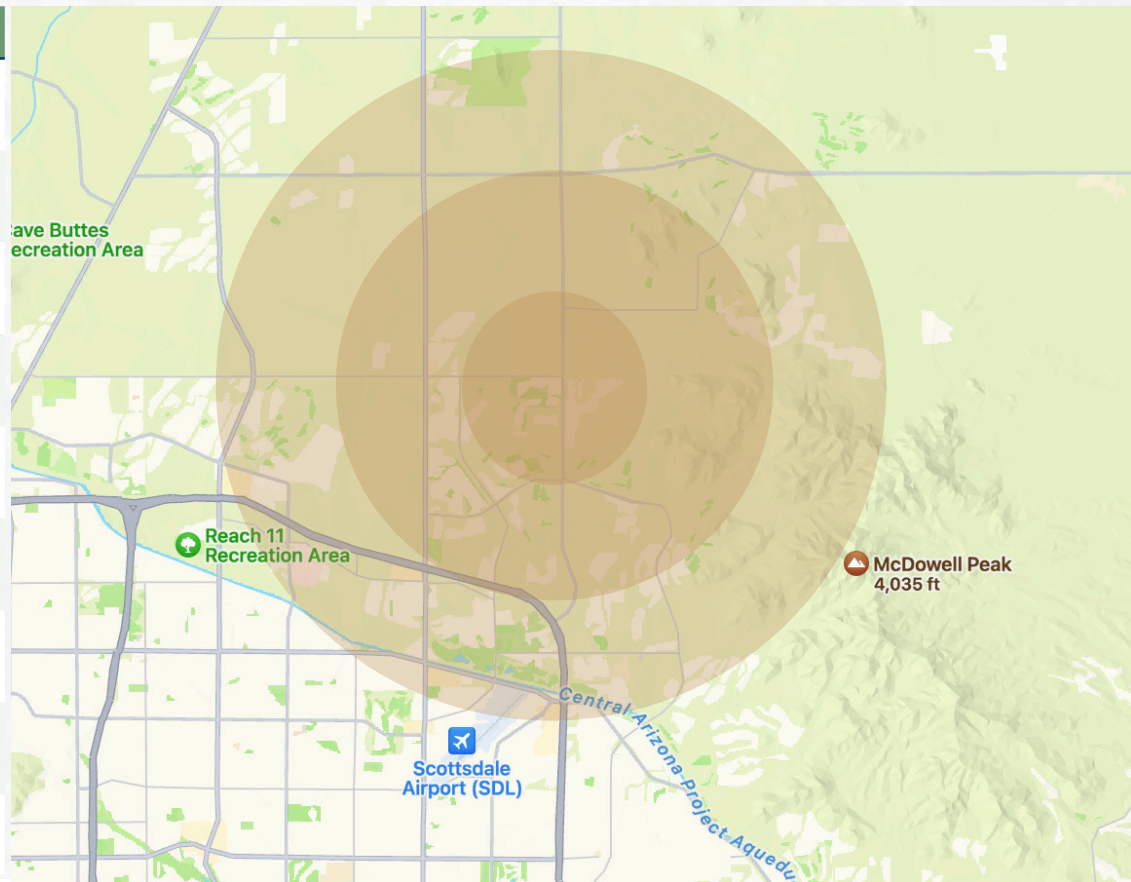 ave Buttes
ecreation Area
Reach 11
Recreation Area
McDowell Peak
4,035 ft
Central Arizona Project Aquedu
Scottsdale
Airport (SDL)